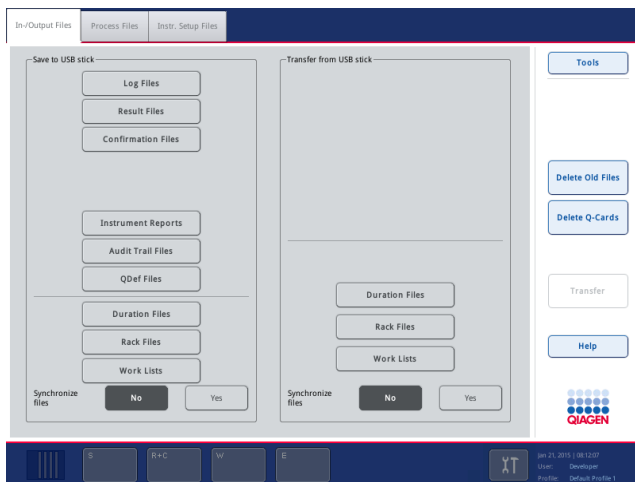 In-/Output Files
Process Files
Instr. Setup Files
Save to USB stick
Log Files
Result Files
Confirmation Files
Instrument Reports
Audit Trail Files
QDef Files
Duration Files
Rack Files
Work Lists
Synchronize
files
No
Yes
Transfer from USB stick
Duration Files
Rack Files
Work Lists
Synchronize
files
No
Yes
Tools
Delete Old Files
Delete Q-Cards
Transfer
Help
QIAGEN
S
R+C
W
E
Jan 21, 2015 | 08:12:07
User: Developer
Profile: Default Profile 1